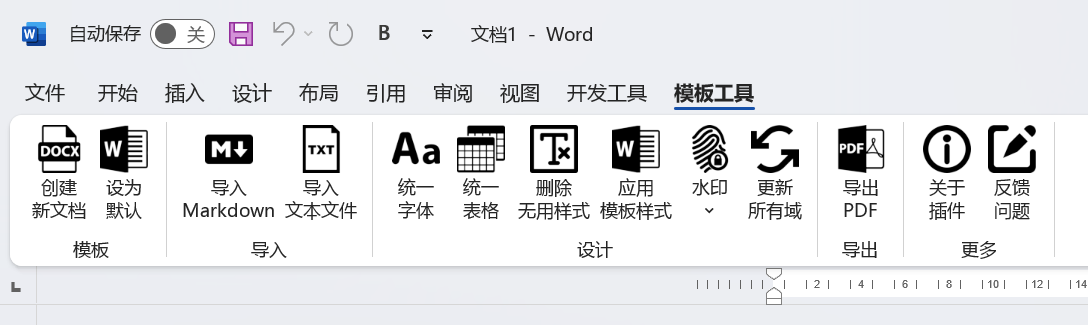 自动保存 关 B 文档1 - Word
文件 开始 插入 设计 布局 引用 审阅 视图 开发工具 模板工具
DOCX W M TXT Aa W PDF
创建 设为 导入 导入 统一 统一 删除 应用 水印 更新 导出 关于 反馈
新文档 默认 Markdown 文本文件 字体 表格 无用样式 模板样式 所有域 PDF 插件 问题
模板 导入 设计 导出 更多
2 4 6 8 10 12 14